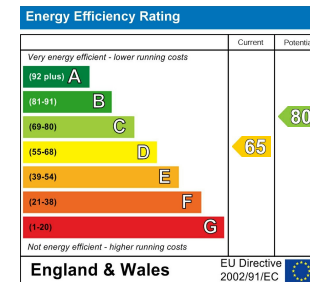 Energy Efficiency Rating
Current
Very energy efficient - lower running costs
(92 plus) A
(81-91) B
(69-80) C
80
(55-68) D
65
(39-54) E
(21-38) F
(1-20) G
Not energy efficient - higher running costs
England & Wales
EU Directive
2002/91/EC